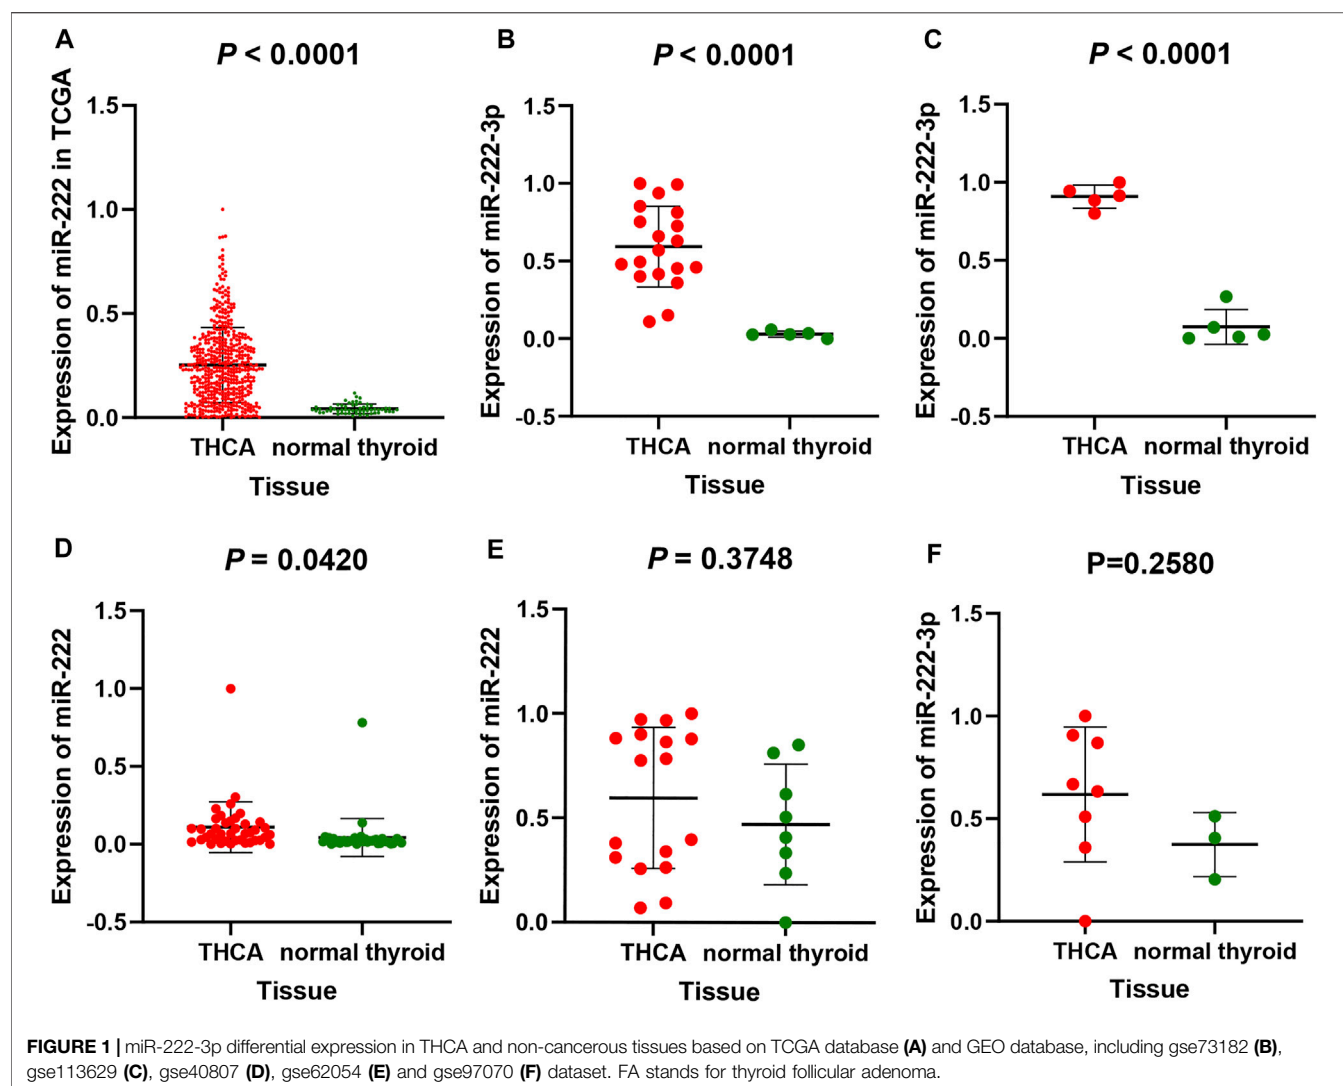 A
P < 0.0001
Expression of miR-222 in TCGA
1.5
1.0
0.5
0.0
THCA normal thyroid
Tissue
B
P < 0.0001
Expression of miR-222-3p
1.5
1.0
0.5
0.0
-0.5
THCA normal thyroid
Tissue
C
P < 0.0001
Expression of miR-222-3p
1.5
1.0
0.5
0.0
-0.5
THCA normal thyroid
Tissue
D
P = 0.0420
Expression of miR-222
1.5
1.0
0.5
0.0
-0.5
THCA normal thyroid
Tissue
E
P = 0.3748
Expression of miR-222
1.5
1.0
0.5
0.0
THCA normal thyroid
Tissue
F
P=0.2580
Expression of miR-222-3p
1.5
1.0
0.5
0.0
THCA normal thyroid
Tissue
FIGURE 1 | miR-222-3p differential expression in THCA and non-cancerous tissues based on TCGA database (A) and GEO database, including gse73182 (B),
gse113629 (C), gse40807 (D), gse62054 (E) and gse97070 (F) dataset. FA stands for thyroid follicular adenoma.